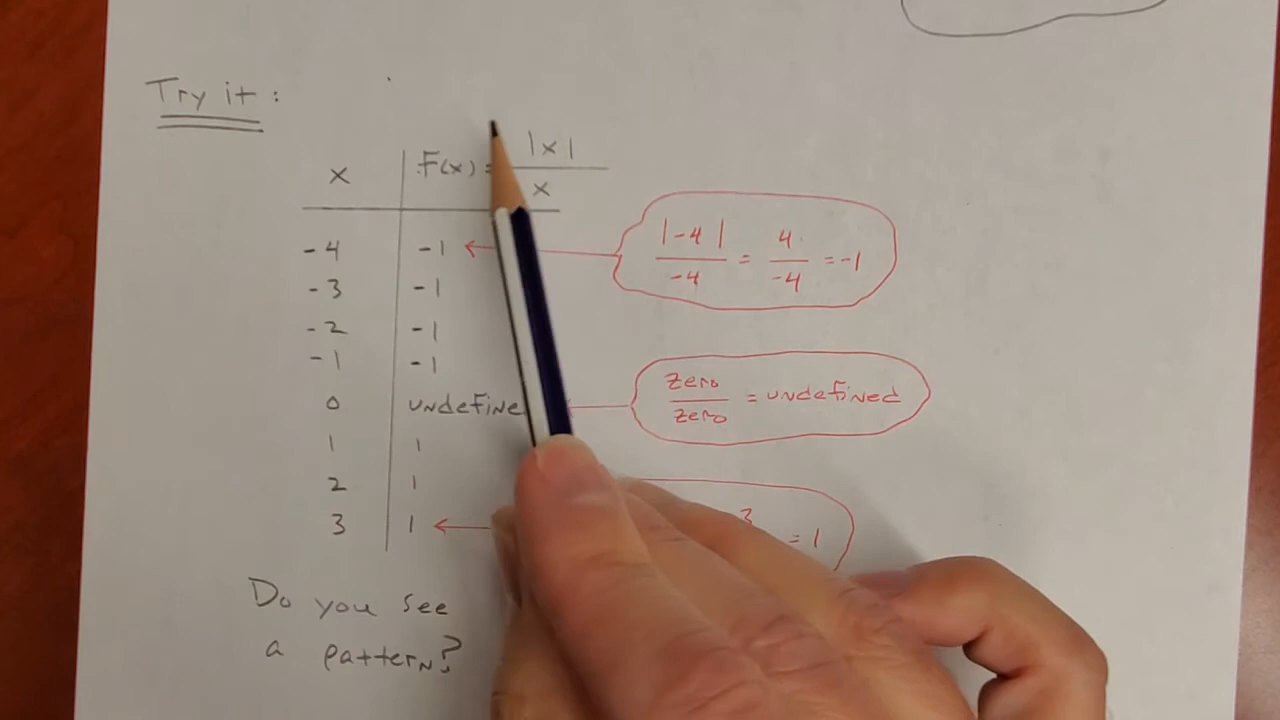 Try it:
x F(x) = |x| / x
-4 -1 |-4| / -4 = 4 / -4 = -1
-3 -1
-2 -1
-1 -1
0 undefine zero / zero = undefined
1 1
2 1
3 1 3 = 1
Do you see
a pattern?